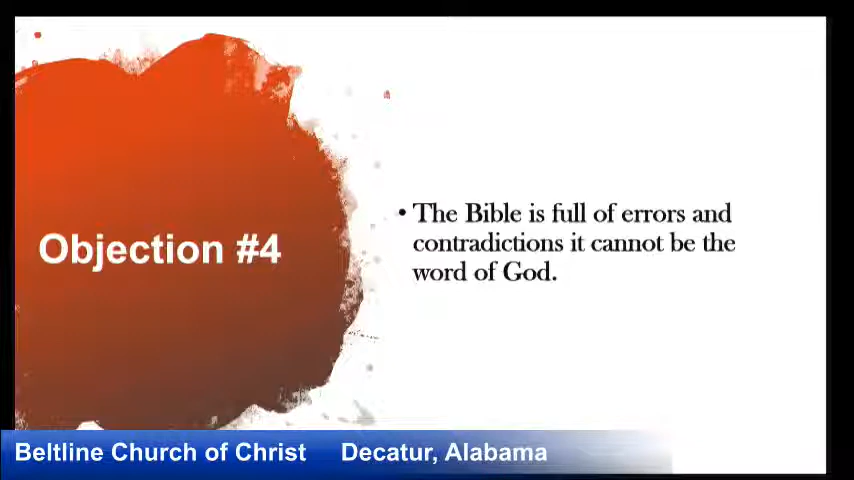 Objection #4
• The Bible is full of errors and
contradictions it cannot be the
word of God.
Beltline Church of Christ Decatur, Alabama